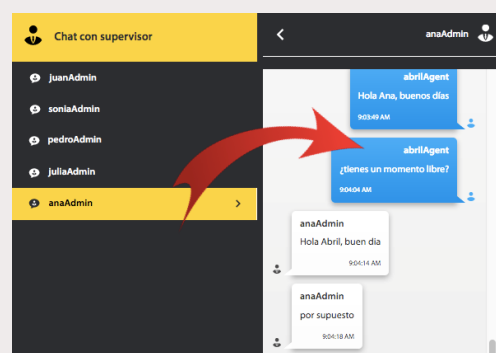 Chat con supervisor
juanAdmin
soniaAdmin
pedroAdmin
juliaAdmin
anaAdmin
anaAdmin
abrilAgent
Hola Ana, buenos días
9:03:49 AM
abrilAgent
¿tienes un momento libre?
9:04:04 AM
anaAdmin
Hola Abril, buen dia
9:04:14 AM
anaAdmin
por supuesto
9:04:18 AM